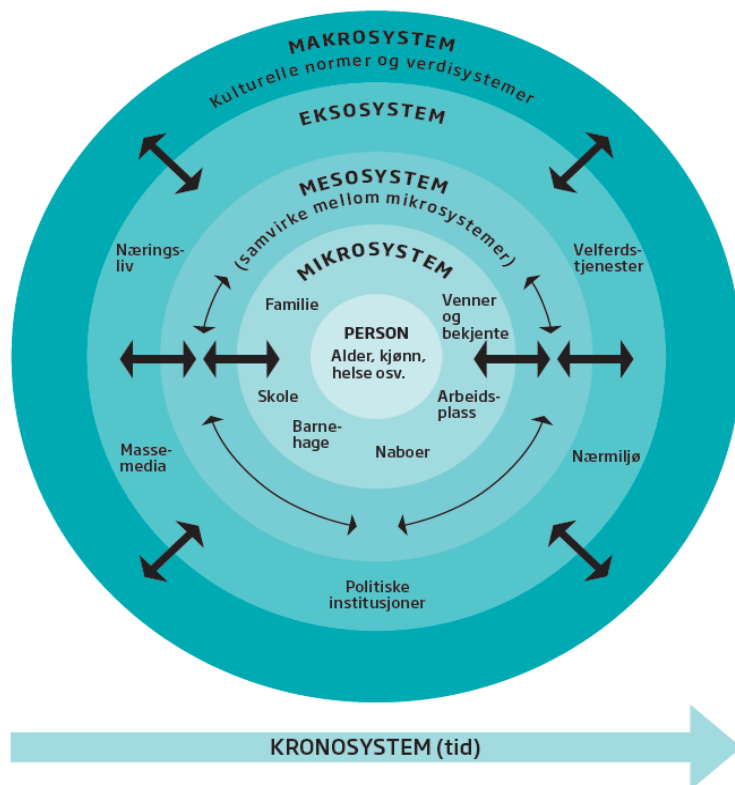 MAKROSYSTEM
Kulturelle normer og verdisystemer
EKSOSYSTEM
MESOSYSTEM
(samvirke mellom mikrosystemer)
MIKROSYSTEM
Nærings-
liv
Velferds-
tjenester
Familie
Venner
og
bekjente
PERSON
Alder, kjønn,
helse osv.
Skole
Arbeids-
plass
Barne-
hage
Naboer
Masse-
media
Nærmiljø
Politiske
institusjoner
KRONOSYSTEM (tid)